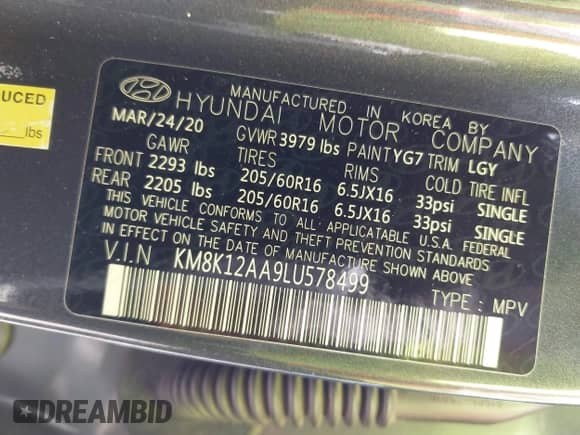 UCED
lbs
MANUFACTURED IN KOREA BY
HYUNDAI MOTOR COMPANY
MAR/24/20 GVWR 3979 lbs PAINT YG7 TRIM LGY
GAWR TIRES RIMS COLD TIRE INFL
FRONT 2293 lbs 205/60R16 6.5JX16 33psi SINGLE
REAR 2205 lbs 205/60R16 6.5JX16 33psi SINGLE
THIS VEHICLE CONFORMS TO ALL APPLICABLE U.S.A. FEDERAL
MOTOR VEHICLE SAFETY AND THEFT PREVENTION STANDARDS
IN EFFECT ON THE DATE OF MANUFACTURE SHOWN ABOVE.
V.I.N KM8K12AA9LU578499
TYPE : MPV
DREAMBID